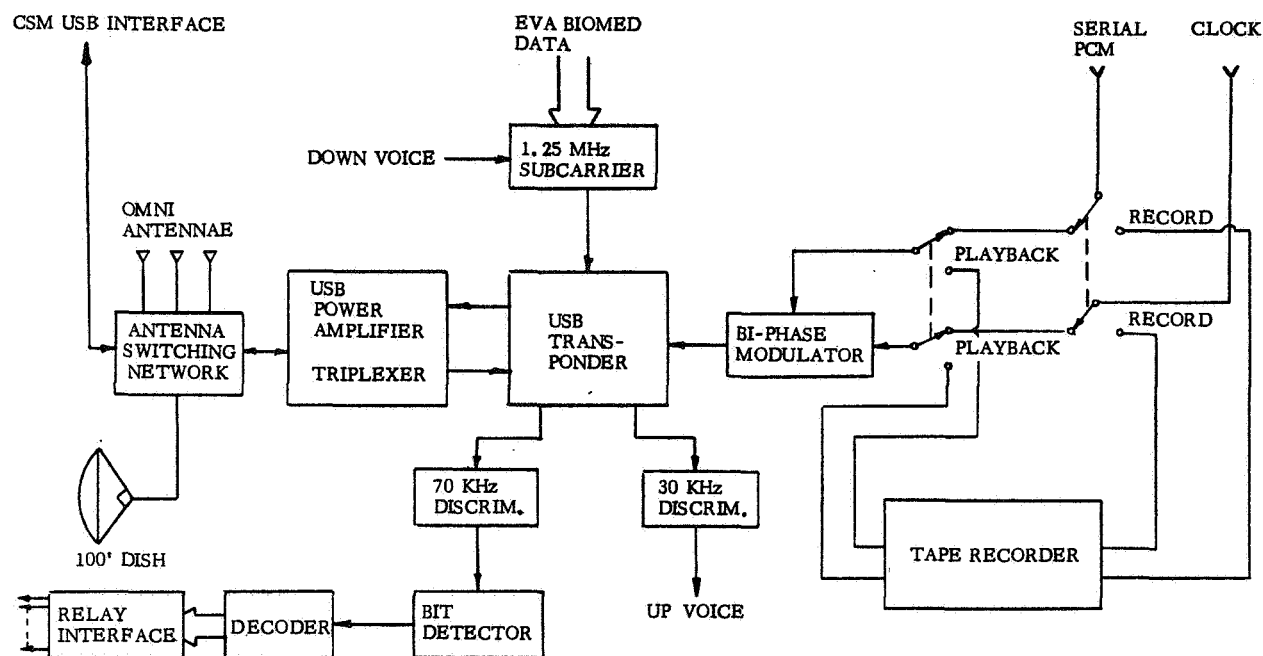 CSM USB INTERFACE
EVA BIOMED
DATA
SERIAL
PCM
CLOCK
DOWN VOICE
1.25 MHz
SUBCARRIER
OMNI
ANTENNAE
RECORD
PLAYBACK
USB
POWER
AMPLIFIER
TRIPLEXER
USB
TRANS-
PONDER
ANTENNA
SWITCHING
NETWORK
BI-PHASE
MODULATOR
RECORD
PLAYBACK
70 KHz
DISCRIM.
30 KHz
DISCRIM.
100' DISH
TAPE RECORDER
RELAY
INTERFACE
DECODER
BIT
DETECTOR
UP VOICE